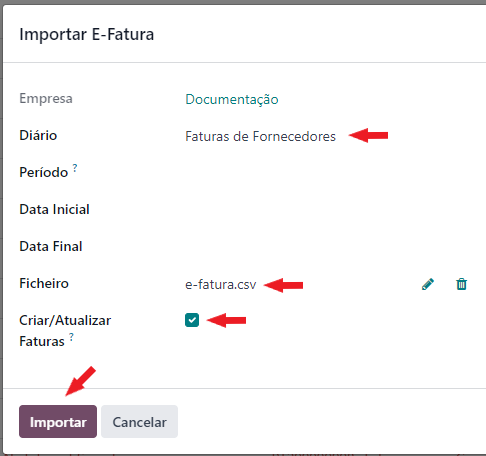 Importar E-Fatura
Empresa Documentação
Diário Faturas de Fornecedores
Período ?
Data Inicial
Data Final
Ficheiro e-fatura.csv
Criar/Atualizar
Faturas ?
Importar Cancelar